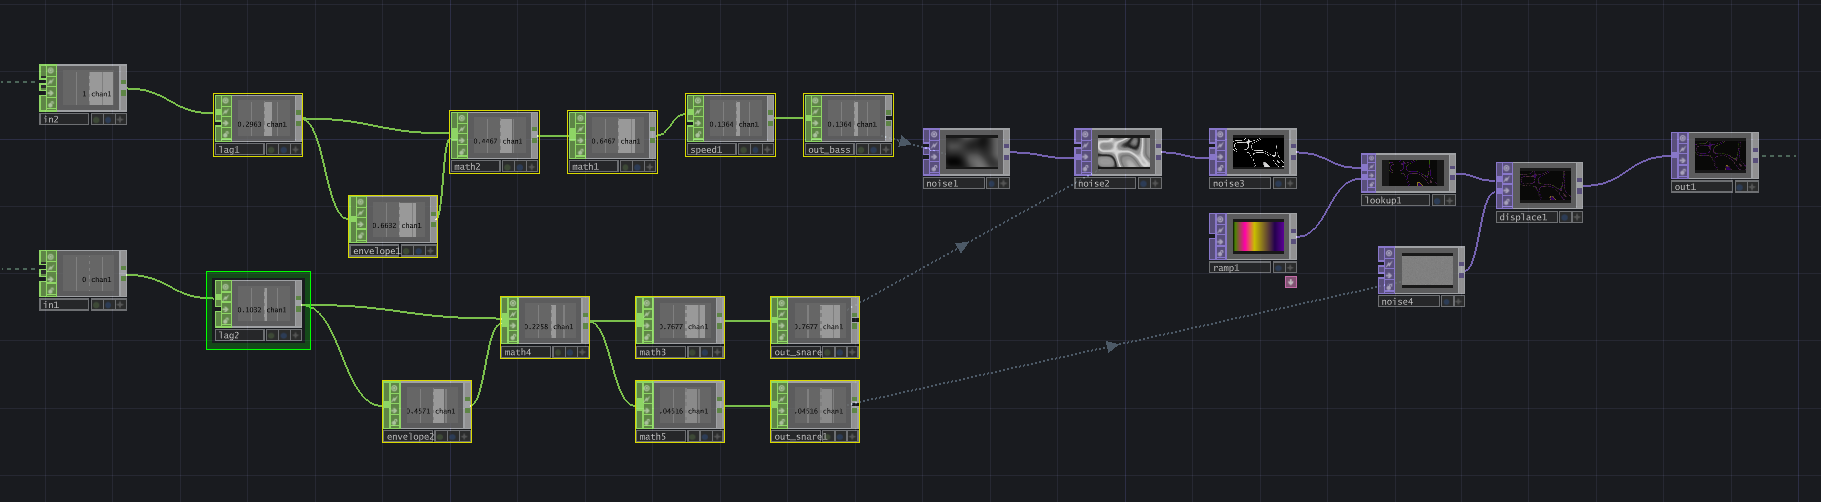 1 chan1
in2
0.2963 chan1
lag1
0.4467 chan1
math2
0.6467 chan1
math1
0.1364 chan1
speed1
0.1364 chan1
out_bass
0.6632 chan1
envelope1
noise1
noise2
noise3
ramp1
lookup1
displace1
out1
noise4
0 chan1
in1
0.1032 chan1
lag2
0.2258 chan1
math4
0.7677 chan1
math3
0.7677 chan1
out_snare
0.4571 chan1
envelope2
.04516 chan1
math5
.04516 chan1
out_snare1